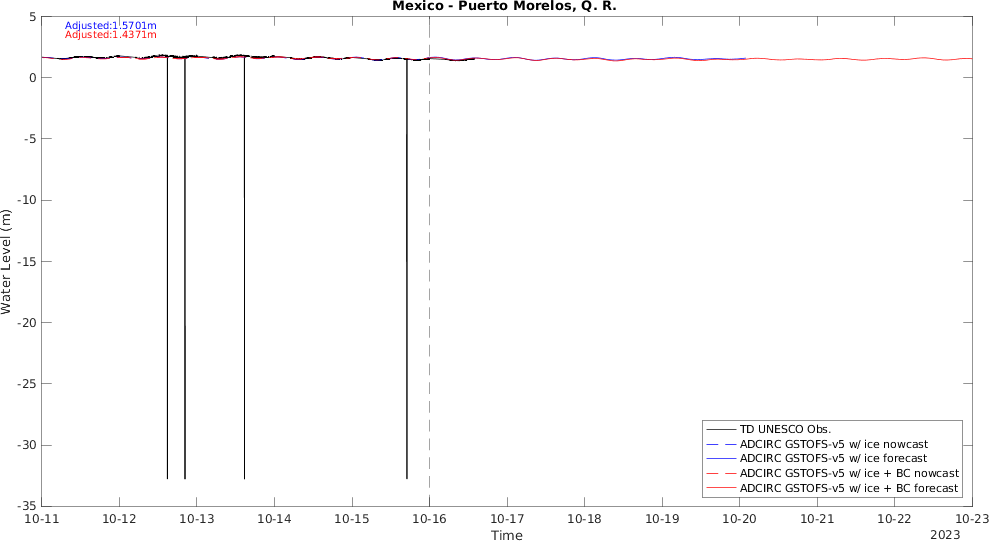 Mexico - Puerto Morelos, Q. R.
Adjusted:1.5701m
Adjusted:1.4371m
5
0
-5
-10
-15
-20
-25
-30
-35
Water Level (m)
TD UNESCO Obs.
ADCIRC GSTOFS-v5 w/ ice nowcast
ADCIRC GSTOFS-v5 w/ ice forecast
ADCIRC GSTOFS-v5 w/ ice + BC nowcast
ADCIRC GSTOFS-v5 w/ ice + BC forecast
10-11 10-12 10-13 10-14 10-15 10-16 10-17 10-18 10-19 10-20 10-21 10-22 10-23
Time
2023